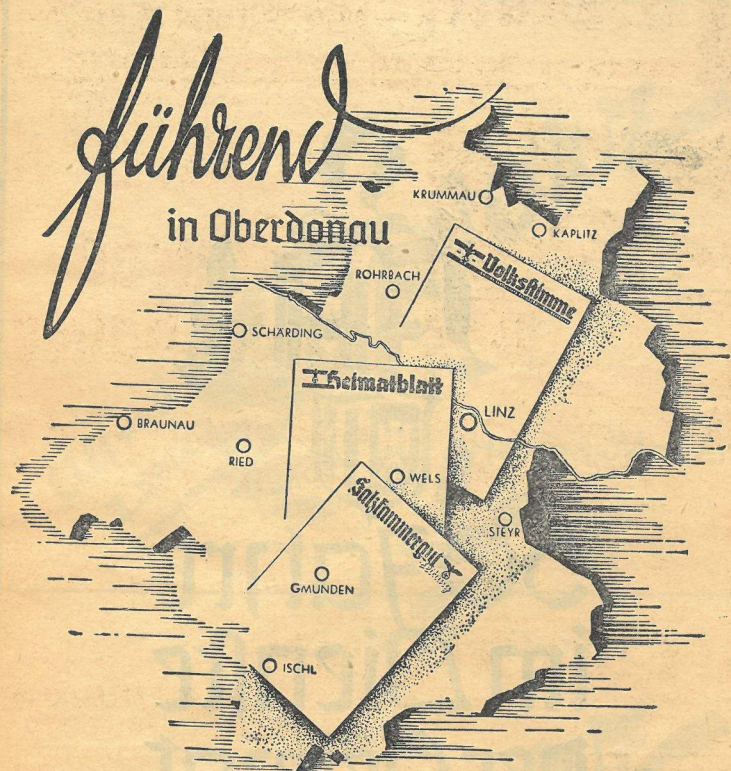 führend
in Oberdonau
KRUMMAU
KAPLITZ
Volksstimme
ROHRBACH
SCHÄRDING
Heimatblatt
LINZ
BRAUNAU
RIED
WELS
Salzkammergut
STEYR
GMUNDEN
ISCHL